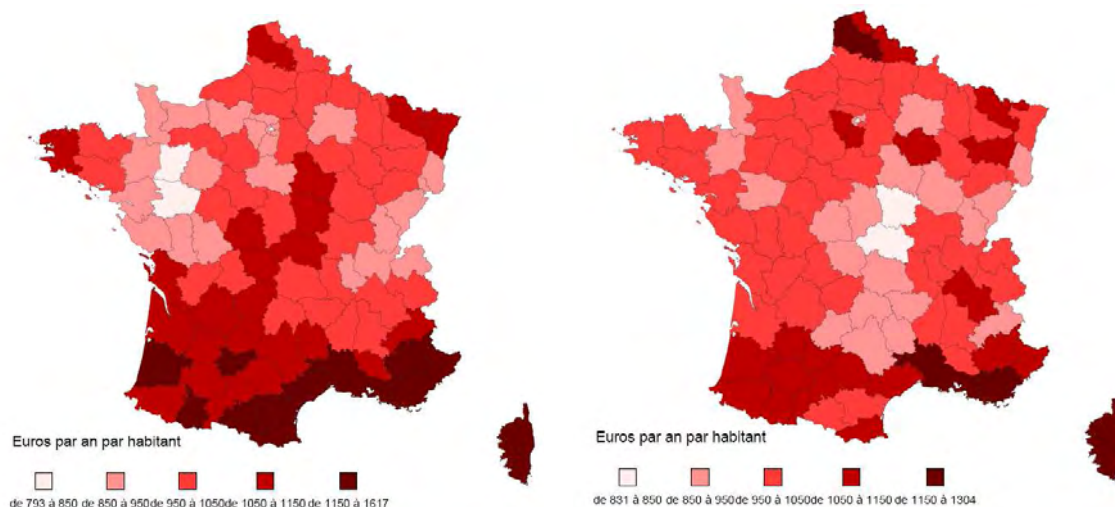 Euros par an par habitant
de 793 à 850 de 850 à 950 de 950 à 1050 de 1050 à 1150 de 1150 à 1617
Euros par an par habitant
de 831 à 850 de 850 à 950 de 950 à 1050 de 1050 à 1150 de 1150 à 1304